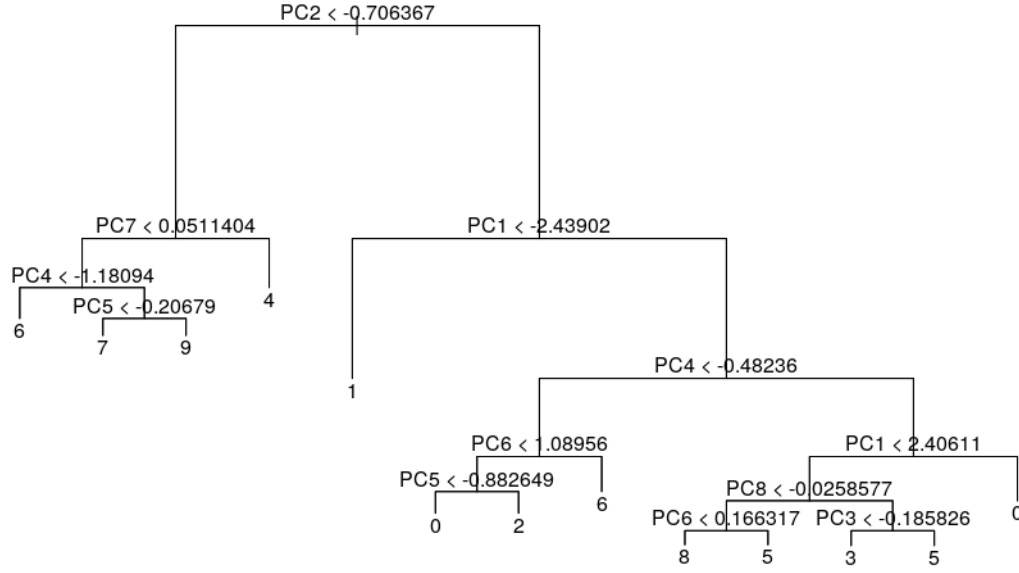 PC2 < -0.706367
PC7 < 0.0511404
PC1 < -2.43902
PC4 < -1.18094
4
PC5 < -0.20679
6
7
9
PC4 < -0.48236
1
PC6 < 1.08956
PC1 < 2.40611
PC5 < -0.882649
6
PC8 < -0.0258577
0
0
2
PC6 < 0.166317
PC3 < -0.185826
8
5
3
5